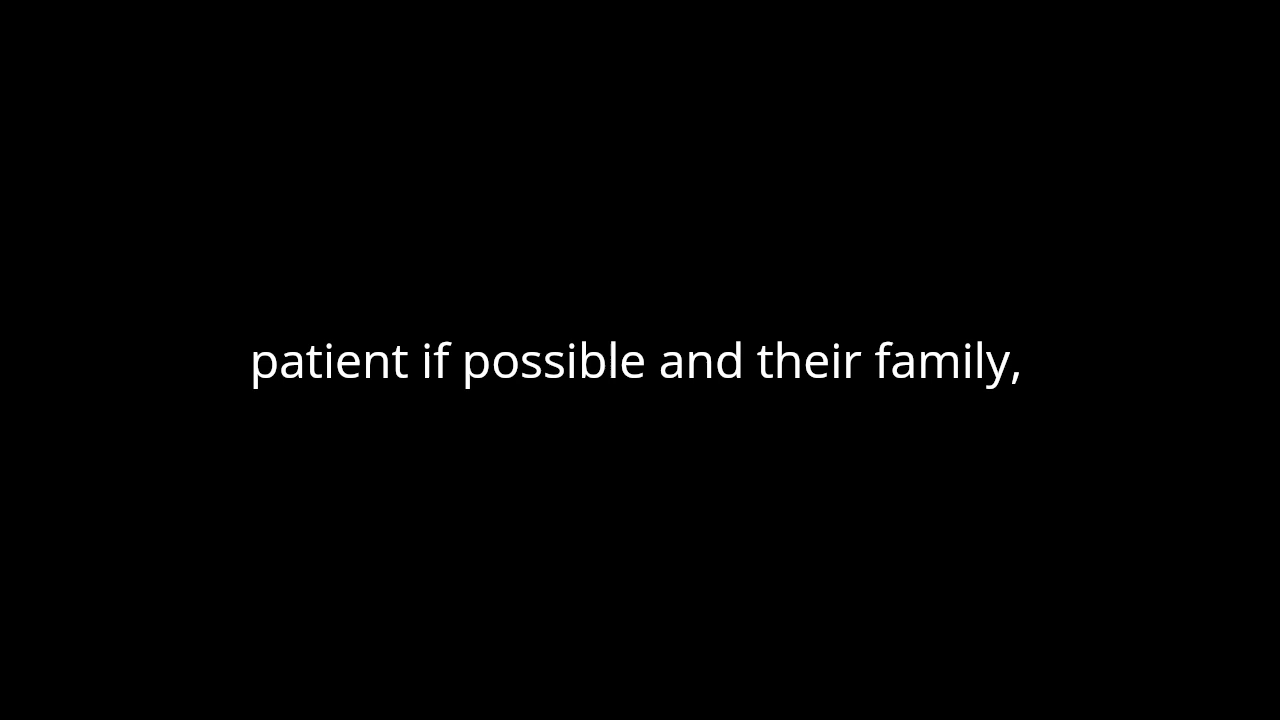 patient if possible and their family,